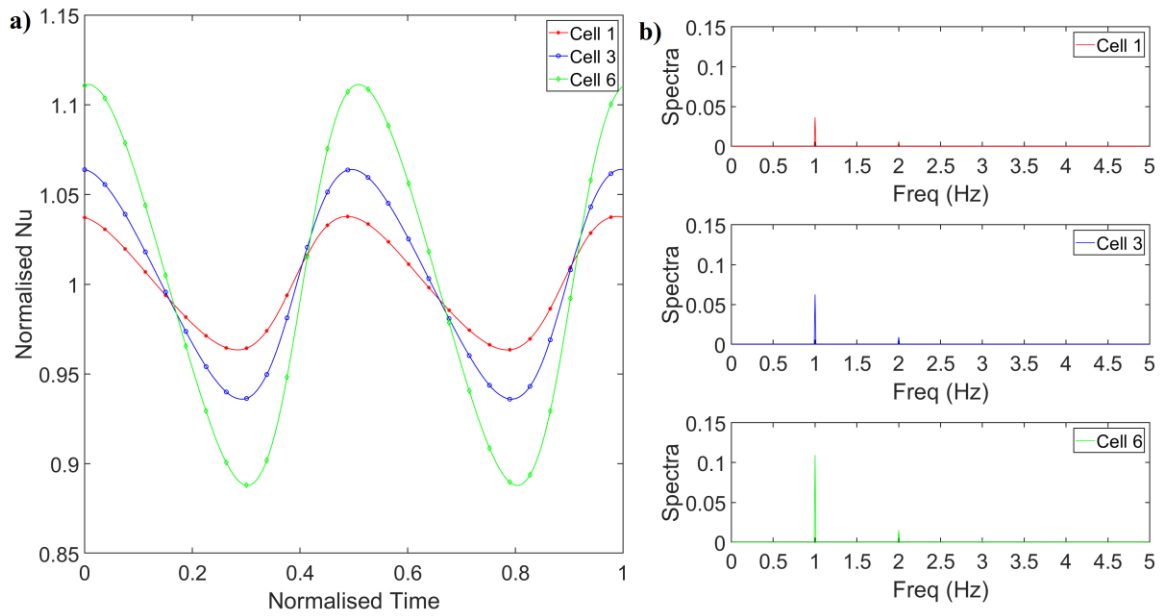 a)
1.15
1.1
1.05
1
0.95
0.9
0.85
Normalised Nu
0 0.2 0.4 0.6 0.8 1
Normalised Time
Cell 1
Cell 3
Cell 6
b)
0.15
0.1
0.05
0
Spectra
Cell 1
0 0.5 1 1.5 2 2.5 3 3.5 4 4.5 5
Freq (Hz)
0.15
0.1
0.05
0
Spectra
Cell 3
0 0.5 1 1.5 2 2.5 3 3.5 4 4.5 5
Freq (Hz)
0.15
0.1
0.05
0
Spectra
Cell 6
0 0.5 1 1.5 2 2.5 3 3.5 4 4.5 5
Freq (Hz)